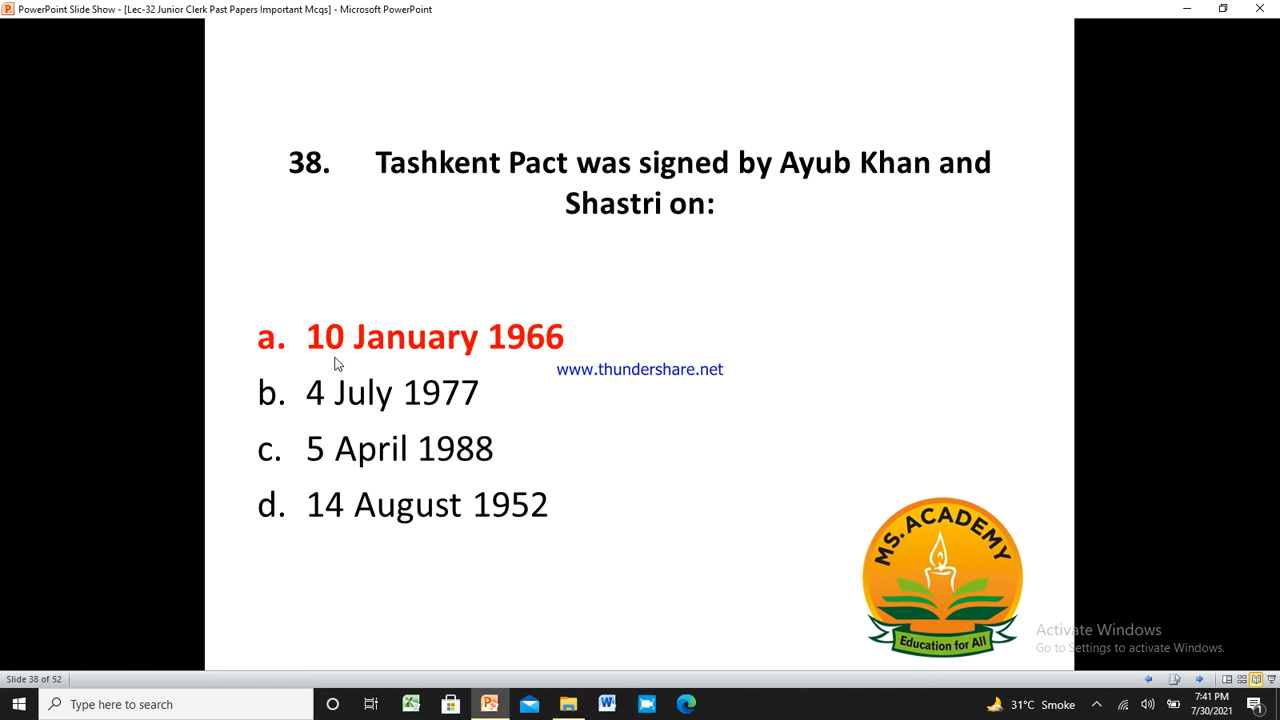 PowerPoint Slide Show - [Lec-32 Junior Clerk Past Papers Important Mcqs] - Microsoft PowerPoint
38. Tashkent Pact was signed by Ayub Khan and
Shastri on:
a. 10 January 1966
www.thundershare.net
b. 4 July 1977
c. 5 April 1988
d. 14 August 1952
MS. ACADEMY
Education for All
Activate Windows
Go to Settings to activate Windows.
Slide 38 of 52
Type here to search
31°C Smoke
7:41 PM
7/30/2021
1